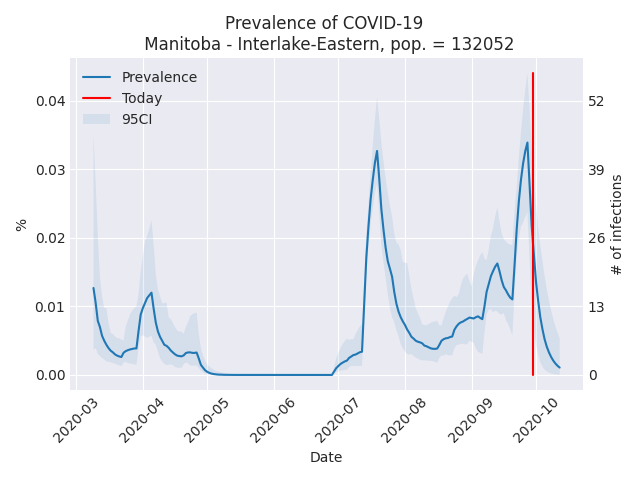 Prevalence of COVID-19
Manitoba - Interlake-Eastern, pop. = 132052
Prevalence
Today
95CI
%
0.04
0.03
0.02
0.01
0.00
52
39
26
13
0
# of infections
2020-03
2020-04
2020-05
2020-06
2020-07
2020-08
2020-09
2020-10
Date